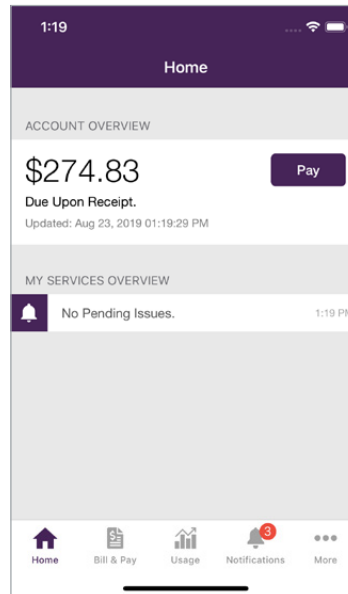 1:19
Home
ACCOUNT OVERVIEW
$274.83
Pay
Due Upon Receipt.
Updated: Aug 23, 2019 01:19:29 PM
MY SERVICES OVERVIEW
No Pending Issues.
1:19 PM
3
Home
Bill & Pay
Usage
Notifications
More